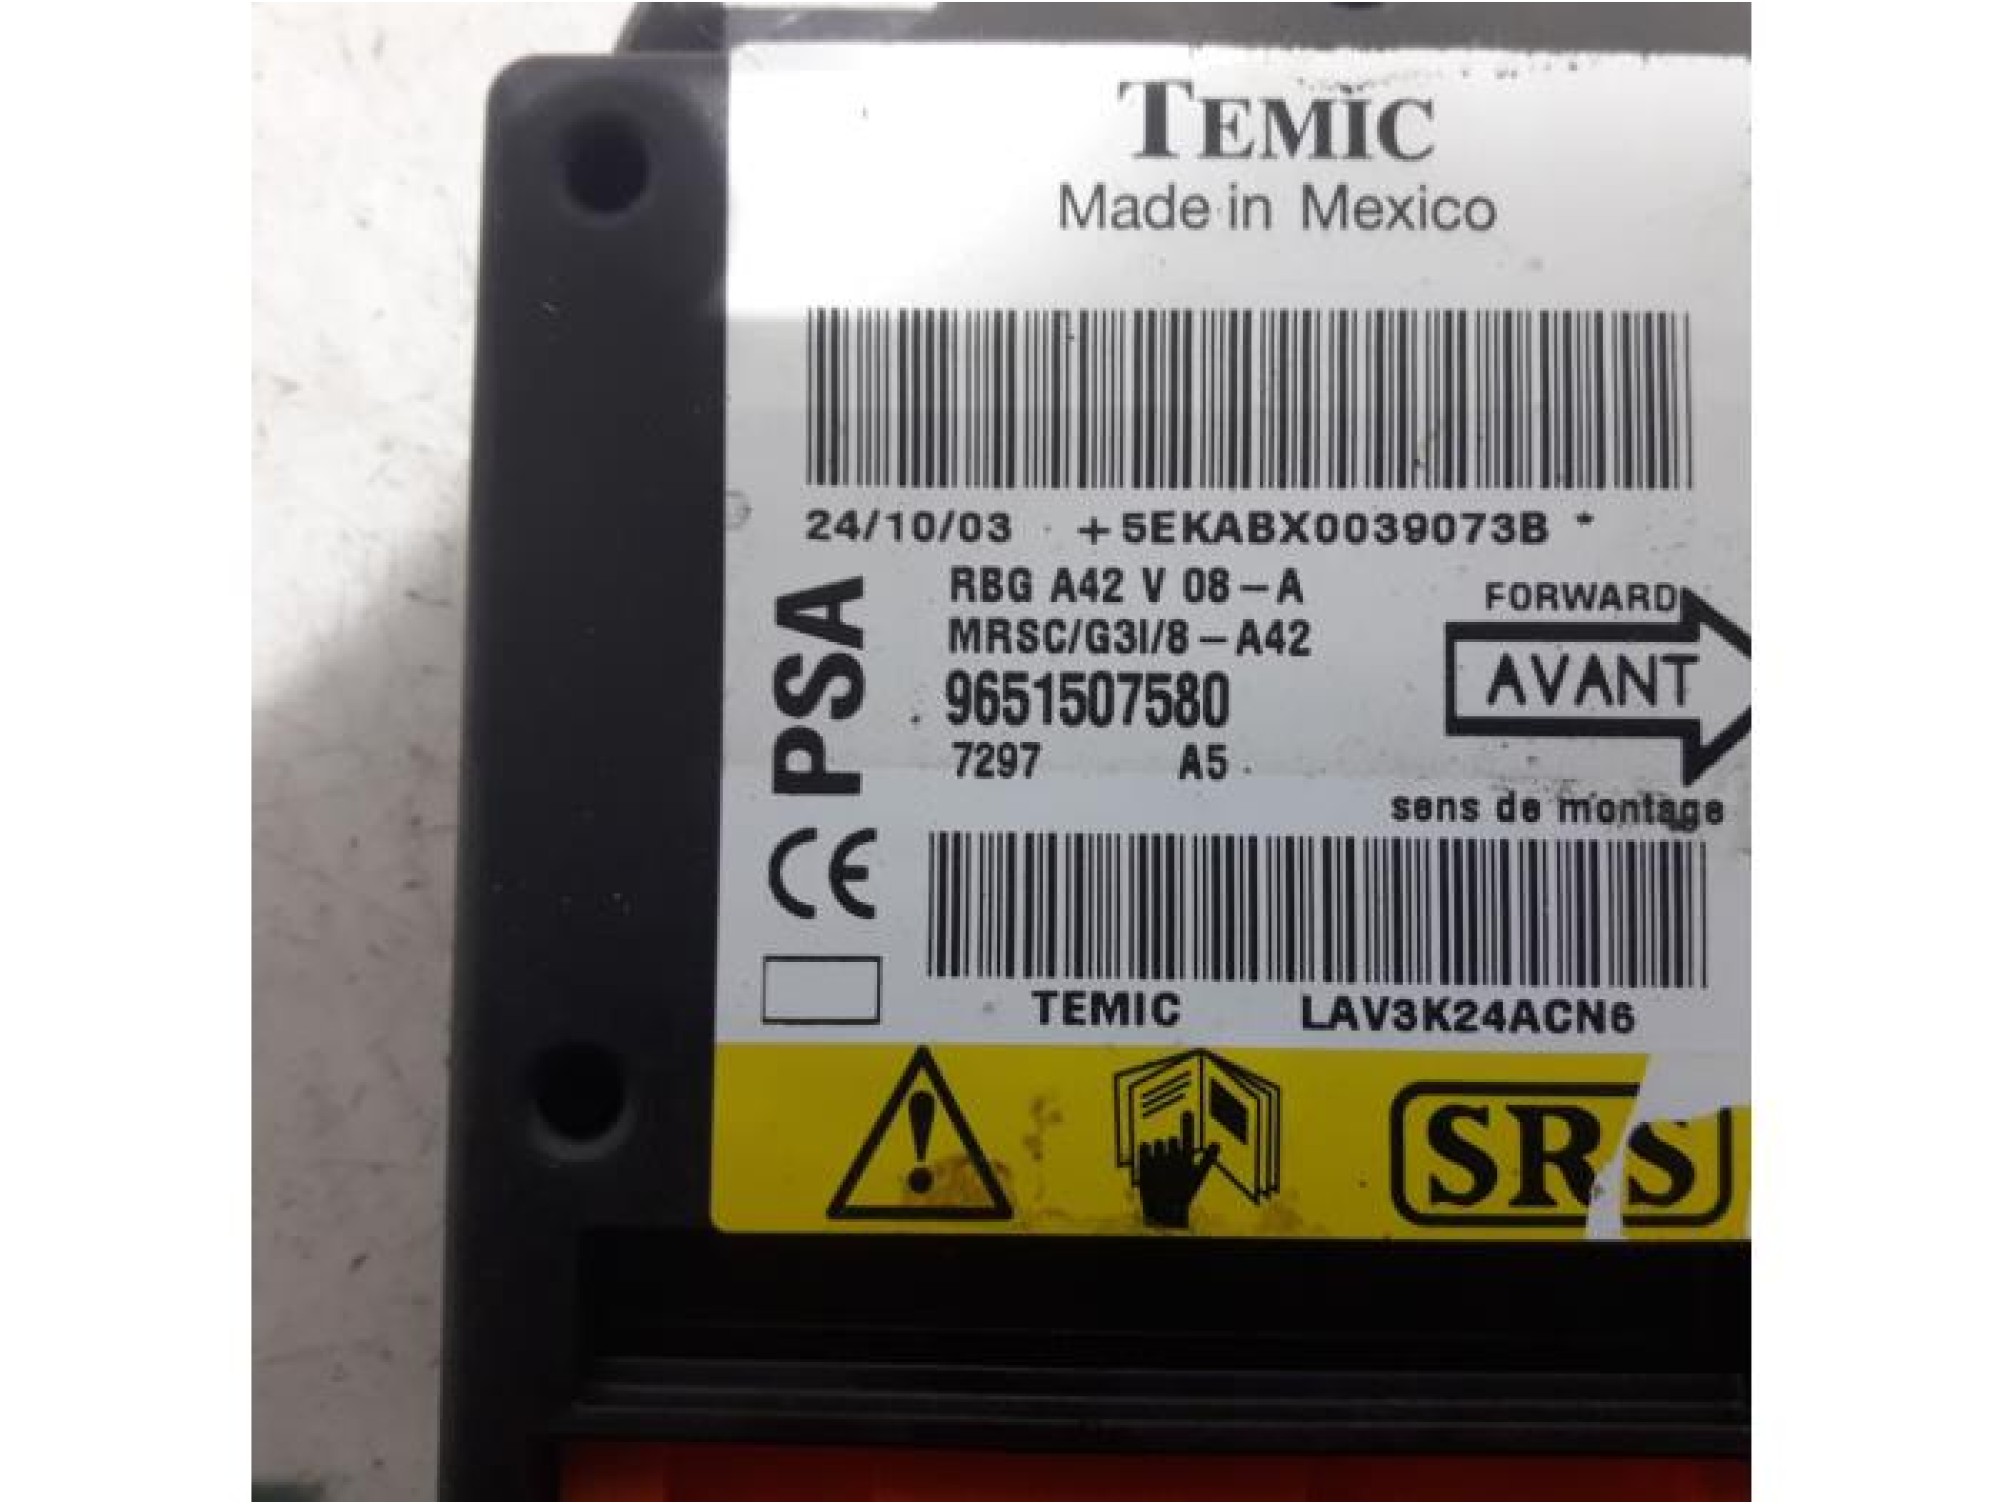 TEMIC
Made in Mexico
24/10/03 +5EKABX0039073B *
RBG A42 V 08-A
MRSC/G3I/8-A42
9651507580
7297 A5
PSA
FORWARD
AVANT
sens de montage
CE
TEMIC LAV3K24ACN6
SRS